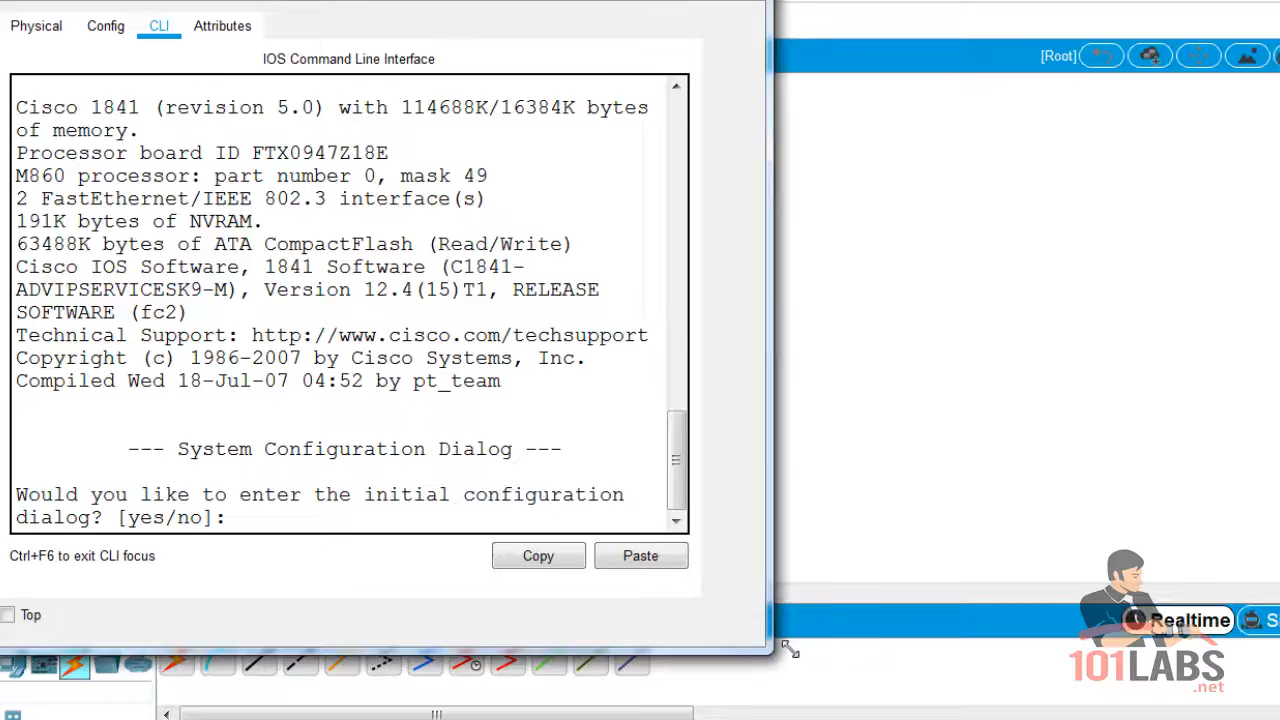 Physical Config CLI Attributes
IOS Command Line Interface
[Root]
Cisco 1841 (revision 5.0) with 114688K/16384K bytes
of memory.
Processor board ID FTX0947Z18E
M860 processor: part number 0, mask 49
2 FastEthernet/IEEE 802.3 interface(s)
191K bytes of NVRAM.
63488K bytes of ATA CompactFlash (Read/Write)
Cisco IOS Software, 1841 Software (C1841-
ADVIPSERVICESK9-M), Version 12.4(15)T1, RELEASE
SOFTWARE (fc2)
Technical Support: http://www.cisco.com/techsupport
Copyright (c) 1986-2007 by Cisco Systems, Inc.
Compiled Wed 18-Jul-07 04:52 by pt_team
--- System Configuration Dialog ---
Would you like to enter the initial configuration
dialog? [yes/no]:
Ctrl+F6 to exit CLI focus
Copy
Paste
Top
Realtime
S
101LABS
.net